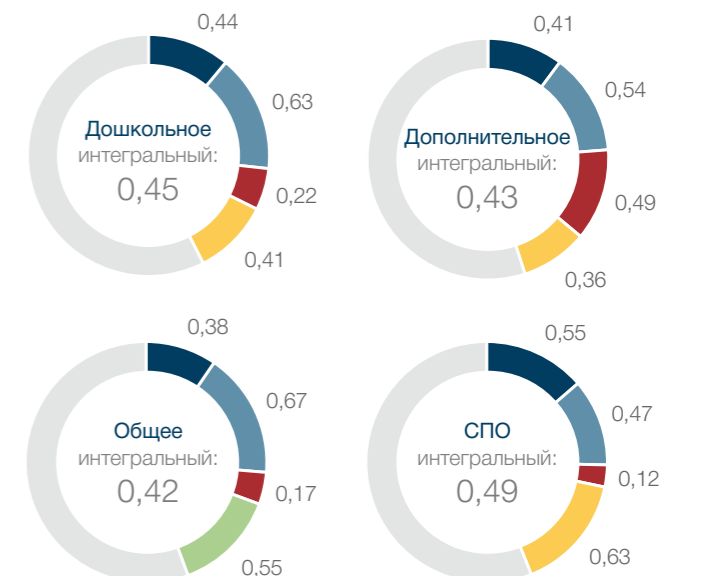 0,44
0,63
Дошкольное
интегральный:
0,45
0,22
0,41
0,41
0,54
Дополнительное
интегральный:
0,43
0,49
0,36
0,38
0,67
Общее
интегральный:
0,42
0,17
0,55
0,55
0,47
СПО
интегральный:
0,49
0,12
0,63